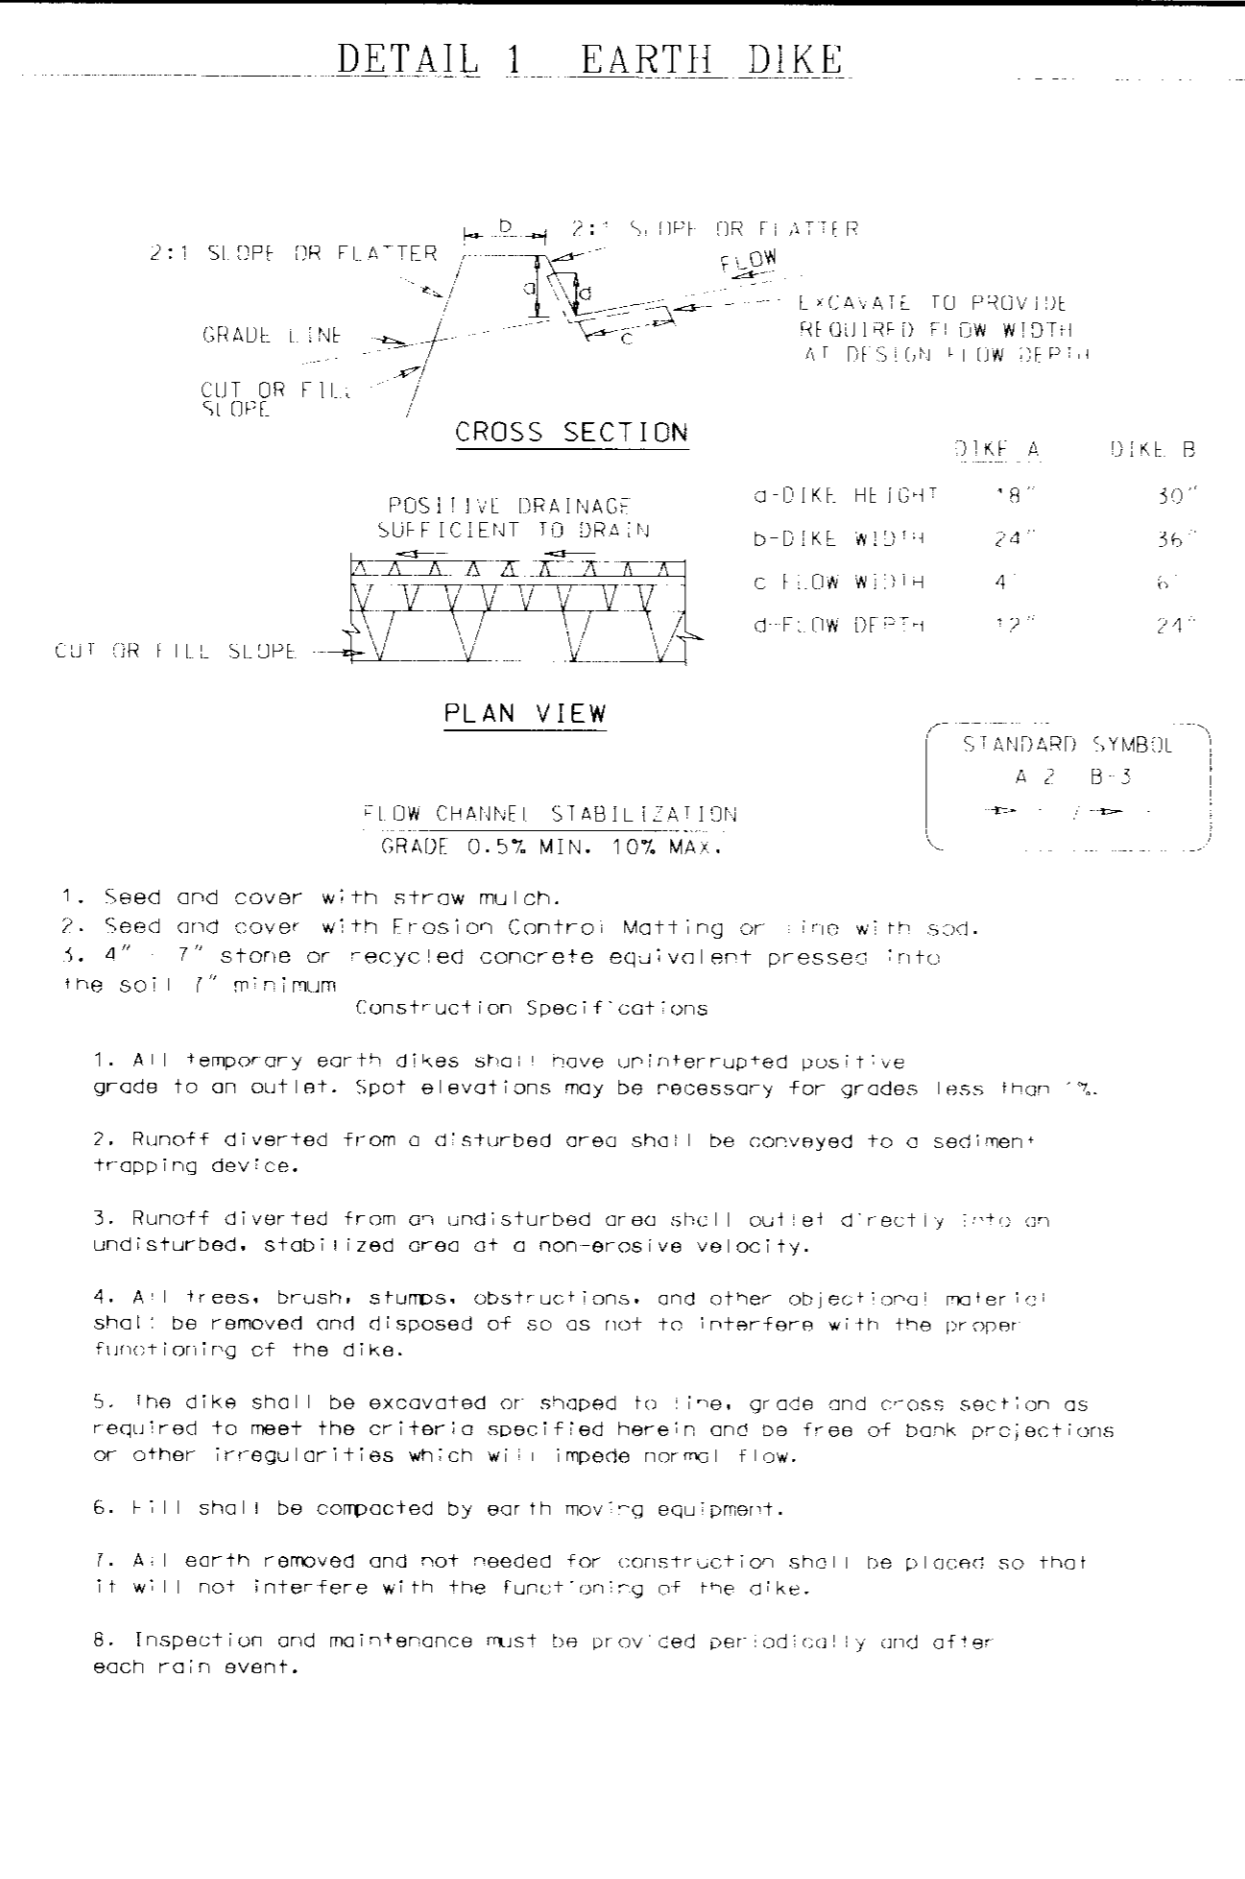 DETAIL 1 EARTH DIKE
b
2:1 SLOPE OR FLATTER
2:1 SLOPE OR FLATTER
FLOW
a
d
c
EXCAVATE TO PROVIDE
REQUIRED FLOW WIDTH
AT DESIGN FLOW DEPTH
GRADE LINE
CUT OR FILL
SLOPE
CROSS SECTION
DIKE A DIKE B
a-DIKE HEIGHT 18" 30"
b-DIKE WIDTH 24" 36"
c FLOW WIDTH 4' 6'
d-FLOW DEPTH 12" 24"
POSITIVE DRAINAGE
SUFFICIENT TO DRAIN
CUT OR FILL SLOPE
PLAN VIEW
STANDARD SYMBOL
A 2 B-3
/
FLOW CHANNEL STABILIZATION
GRADE 0.5% MIN. 10% MAX.
1. Seed and cover with straw mulch.
2. Seed and cover with Erosion Control Matting or line with sod.
3. 4" - 7" stone or recycled concrete equivalent pressed into
the soil 7" minimum
Construction Specifications
1. All temporary earth dikes shall have uninterrupted positive
grade to an outlet. Spot elevations may be necessary for grades less than 1%.
2. Runoff diverted from a disturbed area shall be conveyed to a sediment
trapping device.
3. Runoff diverted from an undisturbed area shall outlet directly into an
undisturbed, stabilized area at a non-erosive velocity.
4. All trees, brush, stumps, obstructions, and other objectional material
shall be removed and disposed of so as not to interfere with the proper
functioning of the dike.
5. The dike shall be excavated or shaped to line, grade and cross section as
required to meet the criteria specified herein and be free of bank projections
or other irregularities which will impede normal flow.
6. Fill shall be compacted by earth moving equipment.
7. All earth removed and not needed for construction shall be placed so that
it will not interfere with the functioning of the dike.
8. Inspection and maintenance must be provided periodically and after
each rain event.